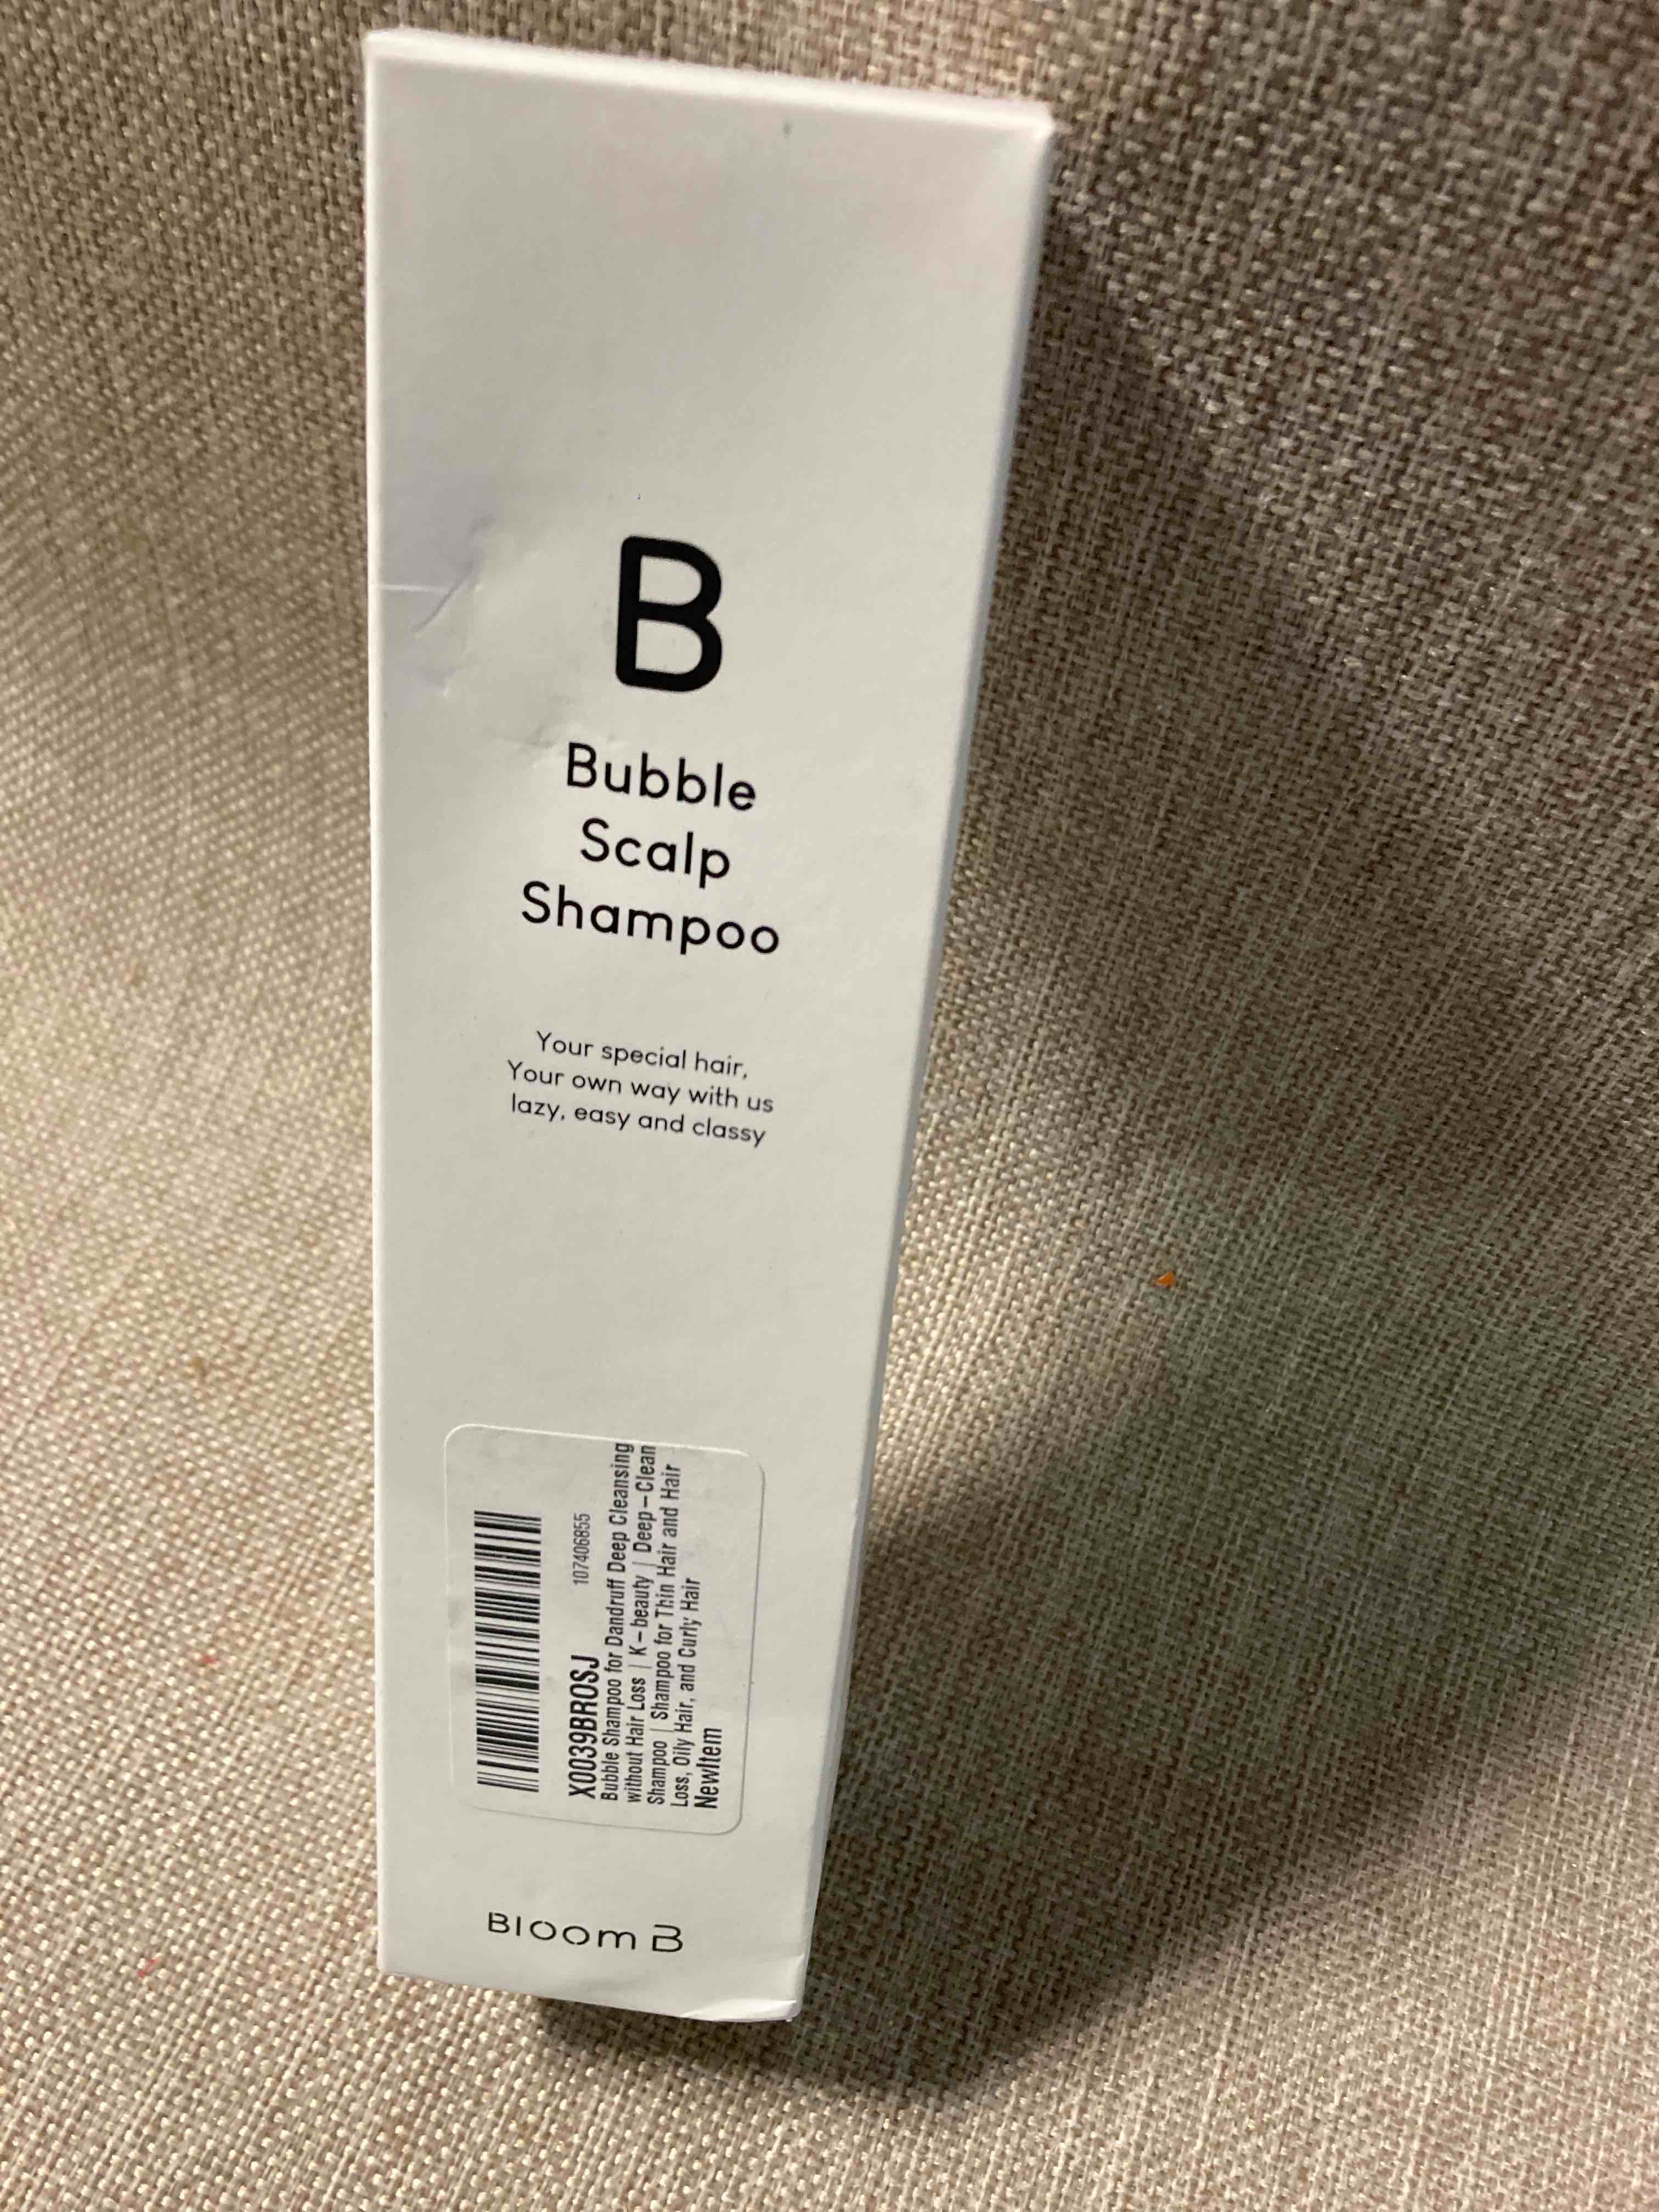 B
Bubble
Scalp
Shampoo
Your special hair,
Your own way with us
lazy, easy and classy
107406855
X0039BROSJ
Bubble Shampoo for Dandruff Deep Cleansing
without Hair Loss | K-beauty | Deep-Clean
Shampoo | Shampoo for Thin Hair and Hair
Loss, Oily Hair, and Curly Hair
NewItem
Bloom B